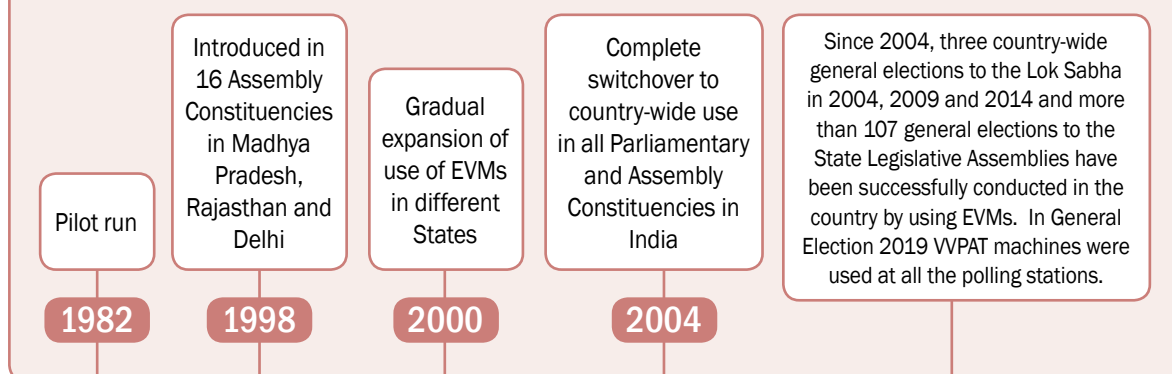 Pilot run
1982
Introduced in
16 Assembly
Constituencies
in Madhya
Pradesh,
Rajasthan and
Delhi
1998
Gradual
expansion of
use of EVMs
in different
States
2000
Complete
switchover to
country-wide use
in all Parliamentary
and Assembly
Constituencies in
India
2004
Since 2004, three country-wide
general elections to the Lok Sabha
in 2004, 2009 and 2014 and more
than 107 general elections to the
State Legislative Assemblies have
been successfully conducted in the
country by using EVMs.  In General
Election 2019 VVPAT machines were
used at all the polling stations.